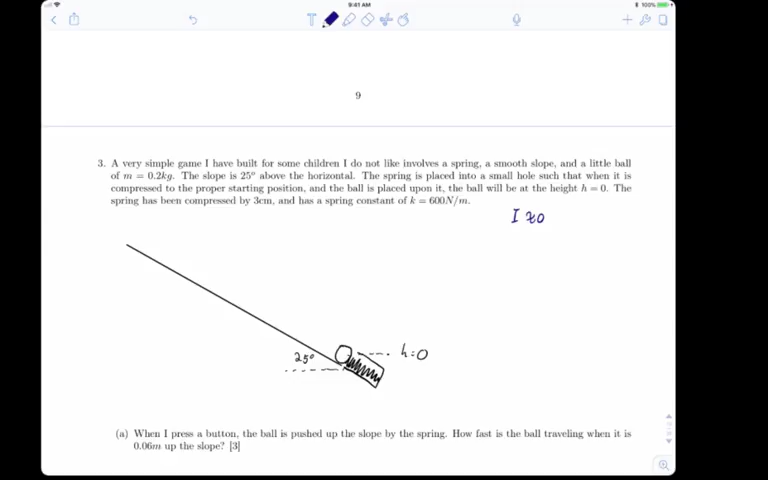 9:41 AM
100%
T
9
3. A very simple game I have built for some children I do not like involves a spring, a smooth slope, and a little ball
of m = 0.2kg. The slope is 25° above the horizontal. The spring is placed into a small hole such that when it is
compressed to the proper starting position, and the ball is placed upon it, the ball will be at the height h = 0. The
spring has been compressed by 3cm, and has a spring constant of k = 600N/m.
I ≈0
25°
h=0
(a) When I press a button, the ball is pushed up the slope by the spring. How fast is the ball traveling when it is
0.06m up the slope? [3]